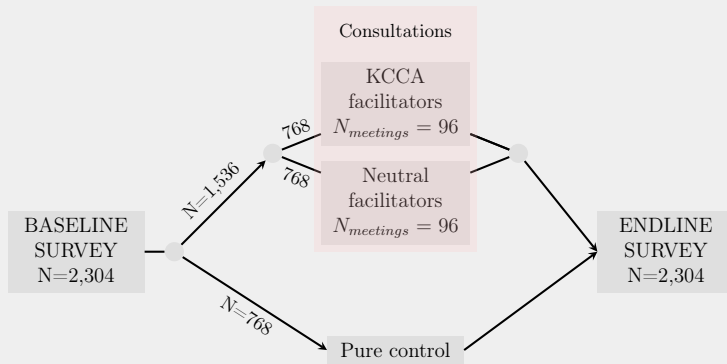 Consultations
KCCA
facilitators
N_meetings = 96
768
768
Neutral
facilitators
N_meetings = 96
N=1,536
BASELINE
SURVEY
N=2,304
ENDLINE
SURVEY
N=2,304
N=768
Pure control